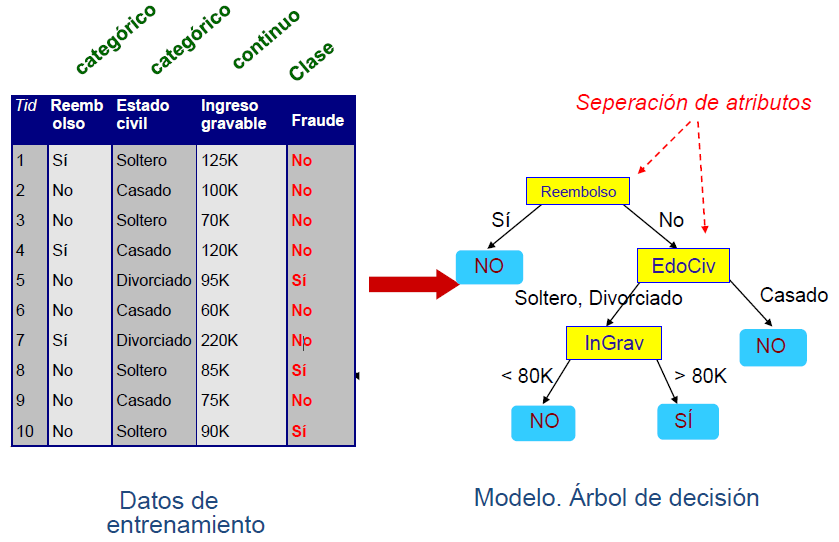 categórico
categórico
continuo
Clase
Tid Reemb olso Estado civil Ingreso gravable Fraude
1 Sí Soltero 125K No
2 No Casado 100K No
3 No Soltero 70K No
4 Sí Casado 120K No
5 No Divorciado 95K Sí
6 No Casado 60K No
7 Sí Divorciado 220K No
8 No Soltero 85K Sí
9 No Casado 75K No
10 No Soltero 90K Sí
Datos de
entrenamiento
Seperación de atributos
Reembolso
Sí No
NO EdoCiv
Soltero, Divorciado Casado
InGrav NO
< 80K > 80K
NO SÍ
Modelo. Árbol de decisión